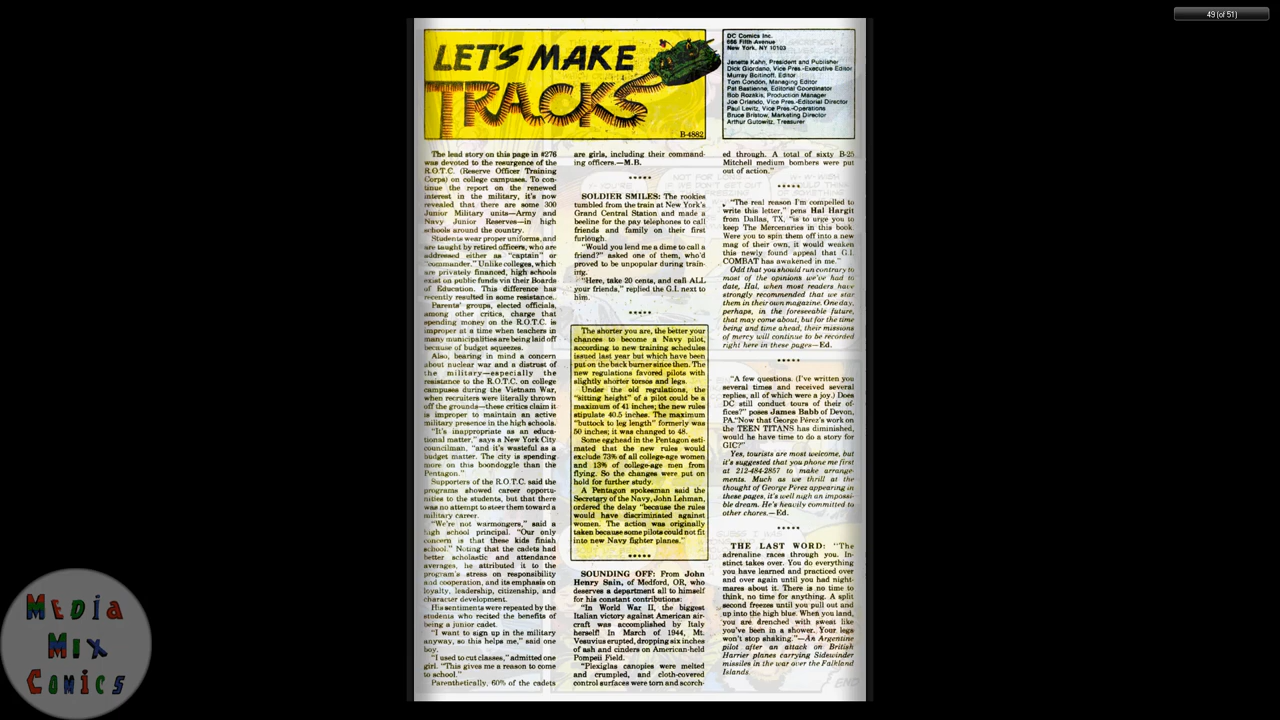 49 (of 51)
LET'S MAKE
TRACKS
B-4882
DC Comics Inc.
666 Fifth Avenue
New York, NY 10103
Jenette Kahn, President and Publisher
Dick Giordano, Vice Pres.-Executive Editor
Murray Boltinoff, Editor
Tom Condon, Managing Editor
Pat Bastienne, Editorial Coordinator
Bob Rozakis, Production Manager
Joe Orlando, Vice Pres.-Editorial Director
Paul Levitz, Vice Pres.-Operations
Bruce Bristow, Marketing Director
Arthur Gutowitz, Treasurer
The lead story on this page in #276
was devoted to the resurgence of the
R.O.T.C. (Reserve Officer Training
Corps) on college campuses. To con-
tinue the report on the renewed
interest in the military, it's now
revealed that there are some 300
Junior Military units—Army and
Navy Junior Reserves—in high
schools around the country.
Students wear proper uniforms, and
are taught by retired officers, who are
addressed either as "captain" or
"commander." Unlike colleges, which
are privately financed, high schools
exist on public funds via their Boards
of Education. This difference has
recently resulted in some resistance.
Parents' groups, elected officials,
among other critics, charge that
spending money on the R.O.T.C. is
improper at a time when teachers in
many municipalities are being laid off
because of budget squeezes.
Also, bearing in mind a concern
about nuclear war and a distrust of
the military—especially the
resistance to the R.O.T.C. on college
campuses during the Vietnam War,
when recruiters were literally thrown
off the grounds—these critics claim it
is improper to maintain an active
military presence in the high schools.
"It's inappropriate as an educa-
tional matter," says a New York City
councilman, "and it's wasteful as a
budget matter. The city is spending
more on this boondoggle than the
Pentagon."
Supporters of the R.O.T.C. said the
programs showed career opportu-
nities to the students, but that there
was no attempt to steer them toward a
military career.
"We're not warmongers," said a
high school principal. "Our only
concern is that these kids finish
school." Noting that the cadets had
better scholastic and attendance
averages, he attributed it to the
program's stress on responsibility
and cooperation, and its emphasis on
loyalty, leadership, citizenship, and
character development.
His sentiments were repeated by the
students who recited the benefits of
being a junior cadet.
"I want to sign up in the military
anyway, so this helps me," said one
boy.
"I used to cut classes," admitted one
girl. "This gives me a reason to come
to school."
Parenthetically, 60% of the cadets
are girls, including their command-
ing officers.—M.B.
*****
SOLDIER SMILES: The rookies
tumbled from the train at New York's
Grand Central Station and made a
beeline for the pay telephones to call
friends and family on their first
furlough.
"Would you lend me a dime to call a
friend?" asked one of them, who'd
proved to be unpopular during train-
ing.
"Here, take 20 cents, and call ALL
your friends," replied the G.I. next to
him.
*****
The shorter you are, the better your
chances to become a Navy pilot,
according to new training schedules
issued last year but which have been
put on the back burner since then. The
new regulations favored pilots with
slightly shorter torsos and legs.
Under the old regulations, the
"sitting height" of a pilot could be a
maximum of 41 inches; the new rules
stipulate 40.5 inches. The maximum
"buttock to leg length" formerly was
50 inches; it was changed to 48.
Some egghead in the Pentagon esti-
mated that the new rules would
exclude 73% of all college-age women
and 13% of college-age men from
flying. So the changes were put on
hold for further study.
A Pentagon spokesman said the
Secretary of the Navy, John Lehman,
ordered the delay "because the rules
would have discriminated against
women. The action was originally
taken because some pilots could not fit
into new Navy fighter planes."
*****
SOUNDING OFF: From John
Henry Sain, of Medford, OR, who
deserves a department all to himself
for his constant contributions:
"In World War II, the biggest
Italian victory against American air-
craft was accomplished by Italy
herself! In March of 1944, Mt.
Vesuvius erupted, dropping six inches
of ash and cinders on American-held
Pompeii Field.
"Plexiglas canopies were melted
and crumpled, and cloth-covered
control surfaces were torn and scorch-
ed through. A total of sixty B-25
Mitchell medium bombers were put
out of action."
*****
"The real reason I'm compelled to
write this letter," pens Hal Hargit
from Dallas, TX, "is to urge you to
keep The Mercenaries in this book.
Were you to spin them off into a new
mag of their own, it would weaken
this newly found appeal that G.I.
COMBAT has awakened in me."
Odd that you should run contrary to
most of the opinions we've had to
date, Hal, when most readers have
strongly recommended that we star
them in their own magazine. One day,
perhaps, in the foreseeable future,
that may come about, but for the time
being and time ahead, their missions
of mercy will continue to be recorded
right here in these pages—Ed.
*****
"A few questions. (I've written you
several times and received several
replies, all of which were a joy.) Does
DC still conduct tours of their of-
fices?" poses James Babb of Devon,
PA."Now that George Pérez's work on
the TEEN TITANS has diminished,
would he have time to do a story for
GIC?"
Yes, tourists are most welcome, but
it's suggested that you phone me first
at 212-484-2857 to make arrange-
ments. Much as we thrill at the
thought of George Pérez appearing in
these pages, it's well nigh an impossi-
ble dream. He's heavily committed to
other chores.—Ed.
*****
THE LAST WORD: "The
adrenaline races through you. In-
stinct takes over. You do everything
you have learned and practiced over
and over again until you had night-
mares about it. There is no time to
think, no time for anything. A split
second freezes until you pull out and
up into the high blue. When you land,
you are drenched with sweat like
you've been in a shower. Your legs
won't stop shaking."—An Argentine
pilot after an attack on British
Harrier planes carrying Sidewinder
missiles in the war over the Falkland
Islands.
END
MEDIA
MIX
COMICS